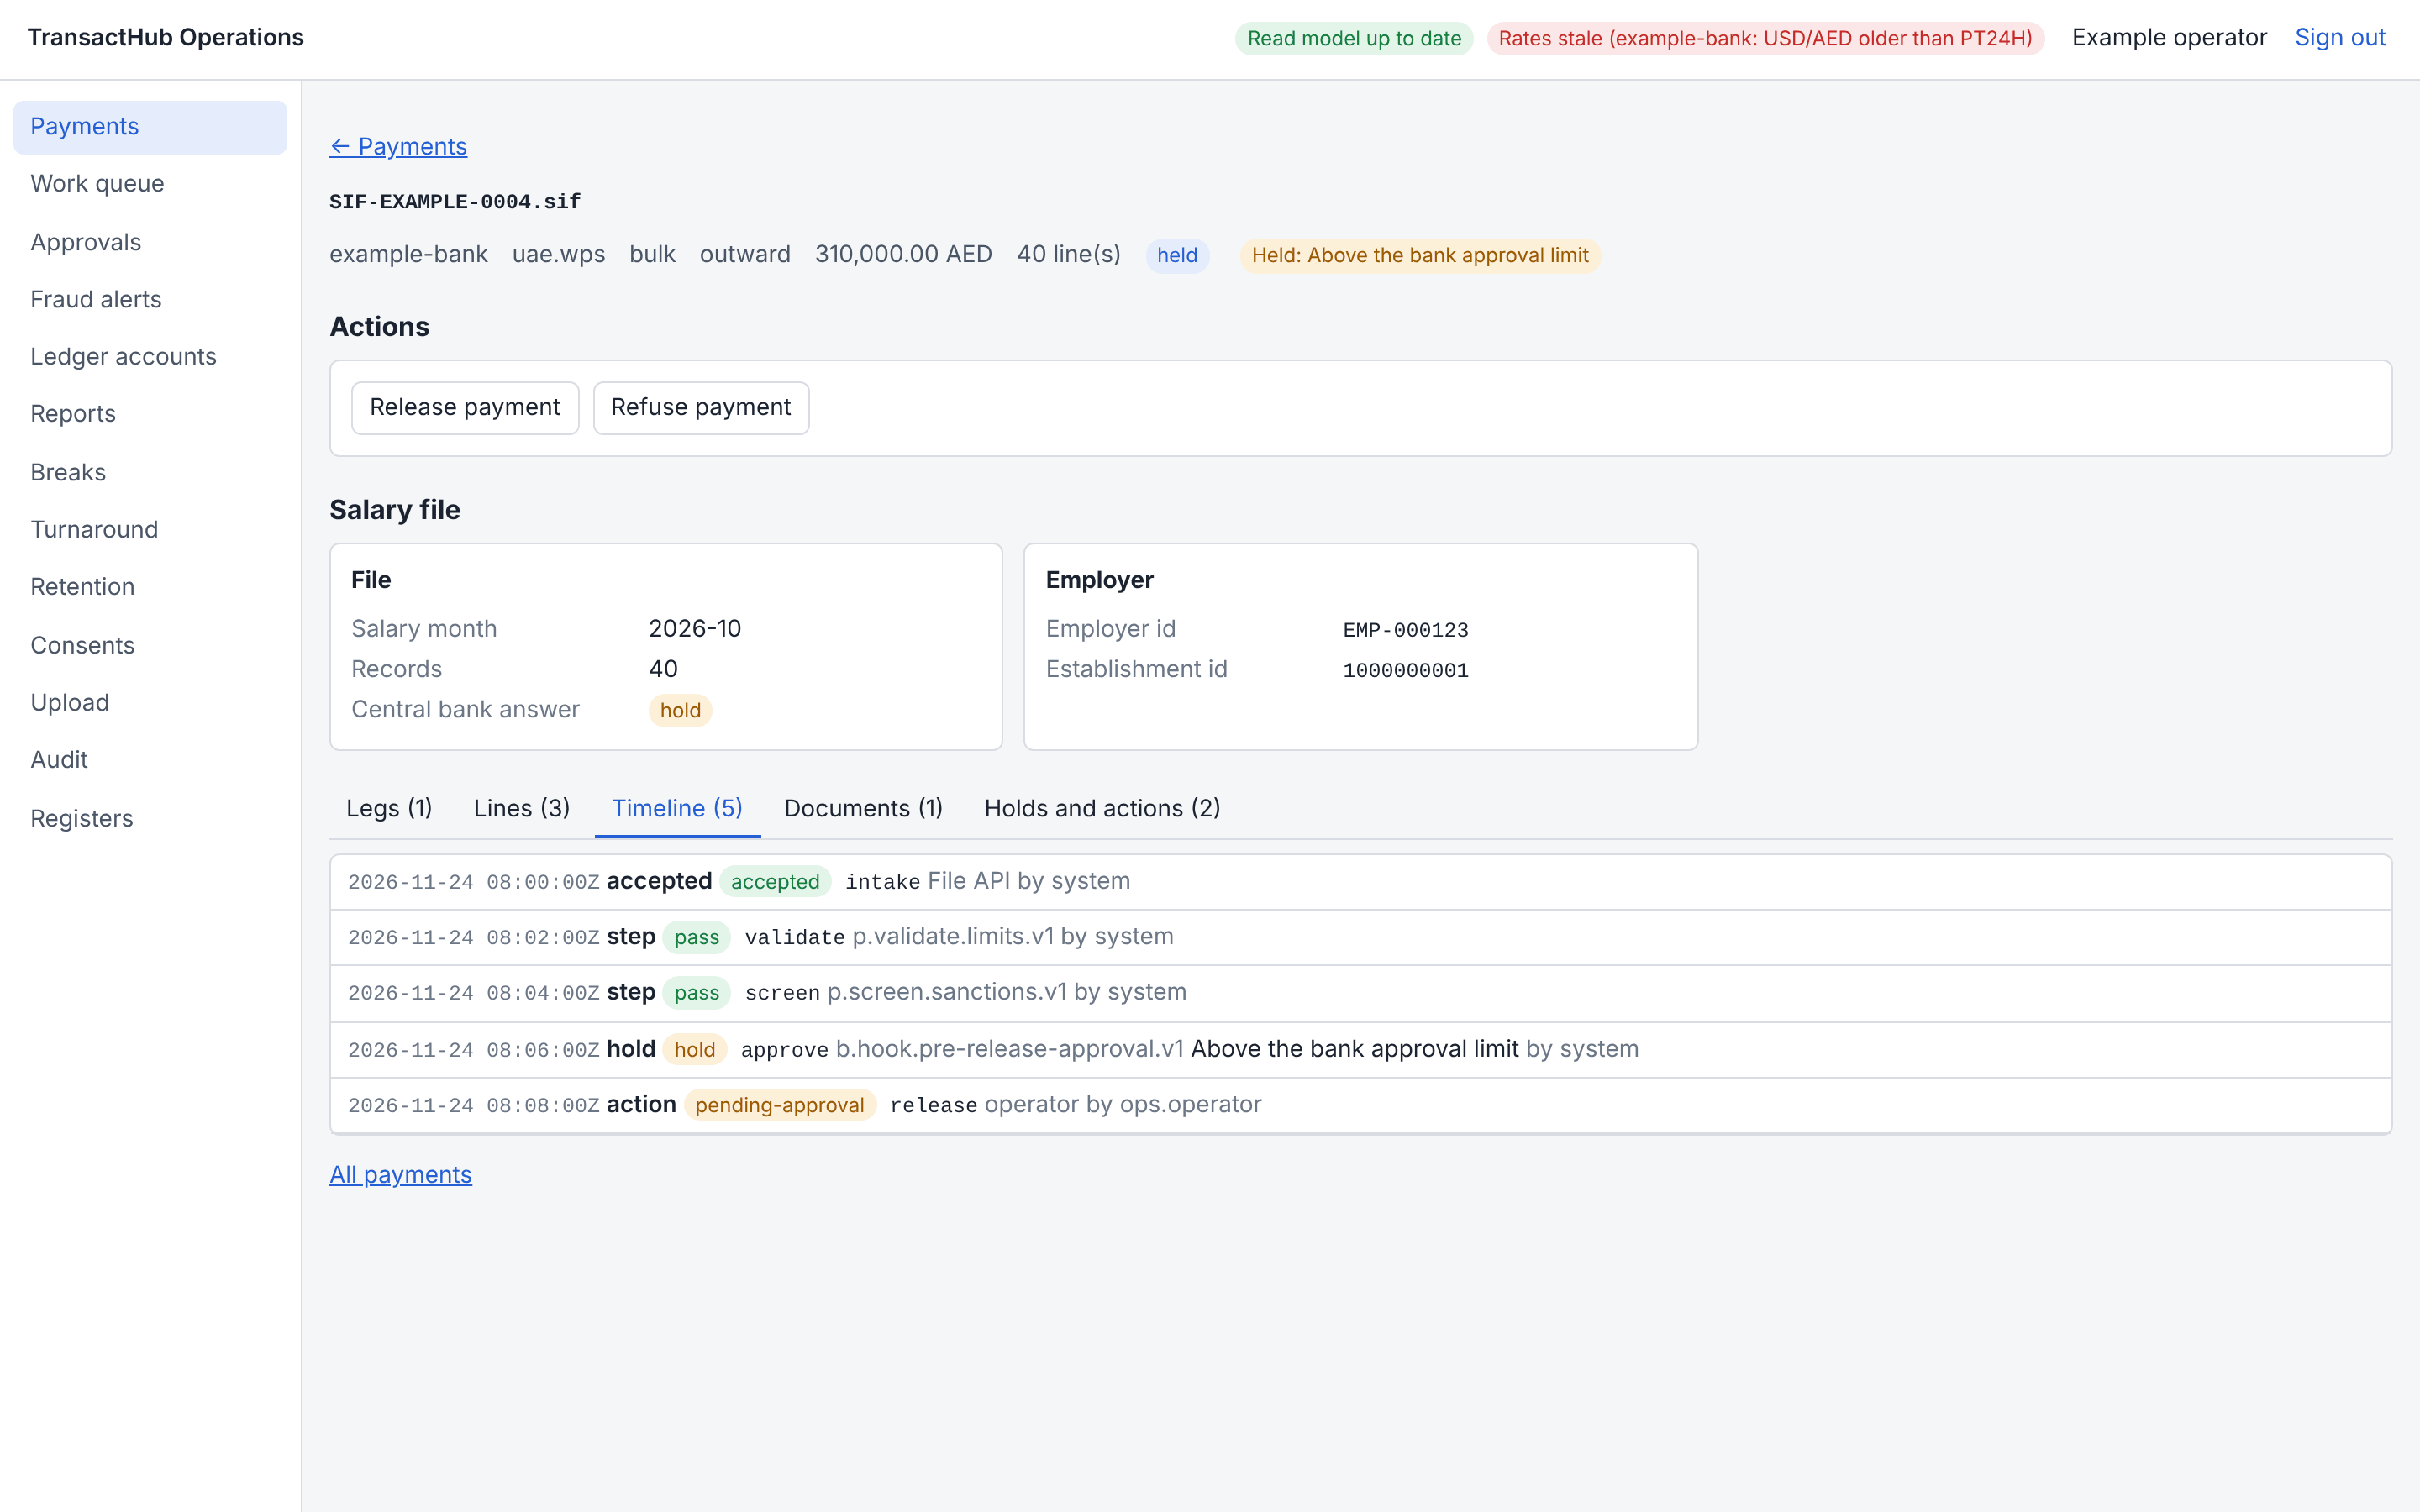 TransactHub Operations
Read model up to date
Rates stale (example-bank: USD/AED older than PT24H)
Example operator
Sign out
Payments
Work queue
Approvals
Fraud alerts
Ledger accounts
Reports
Breaks
Turnaround
Retention
Consents
Upload
Audit
Registers
← Payments
SIF-EXAMPLE-0004.sif
example-bank uae.wps bulk outward 310,000.00 AED 40 line(s) held Held: Above the bank approval limit
Actions
Release payment Refuse payment
Salary file
File
Salary month 2026-10
Records 40
Central bank answer hold
Employer
Employer id EMP-000123
Establishment id 1000000001
Legs (1) Lines (3) Timeline (5) Documents (1) Holds and actions (2)
2026-11-24 08:00:00Z accepted accepted intake File API by system
2026-11-24 08:02:00Z step pass validate p.validate.limits.v1 by system
2026-11-24 08:04:00Z step pass screen p.screen.sanctions.v1 by system
2026-11-24 08:06:00Z hold hold approve b.hook.pre-release-approval.v1 Above the bank approval limit by system
2026-11-24 08:08:00Z action pending-approval release operator by ops.operator
All payments